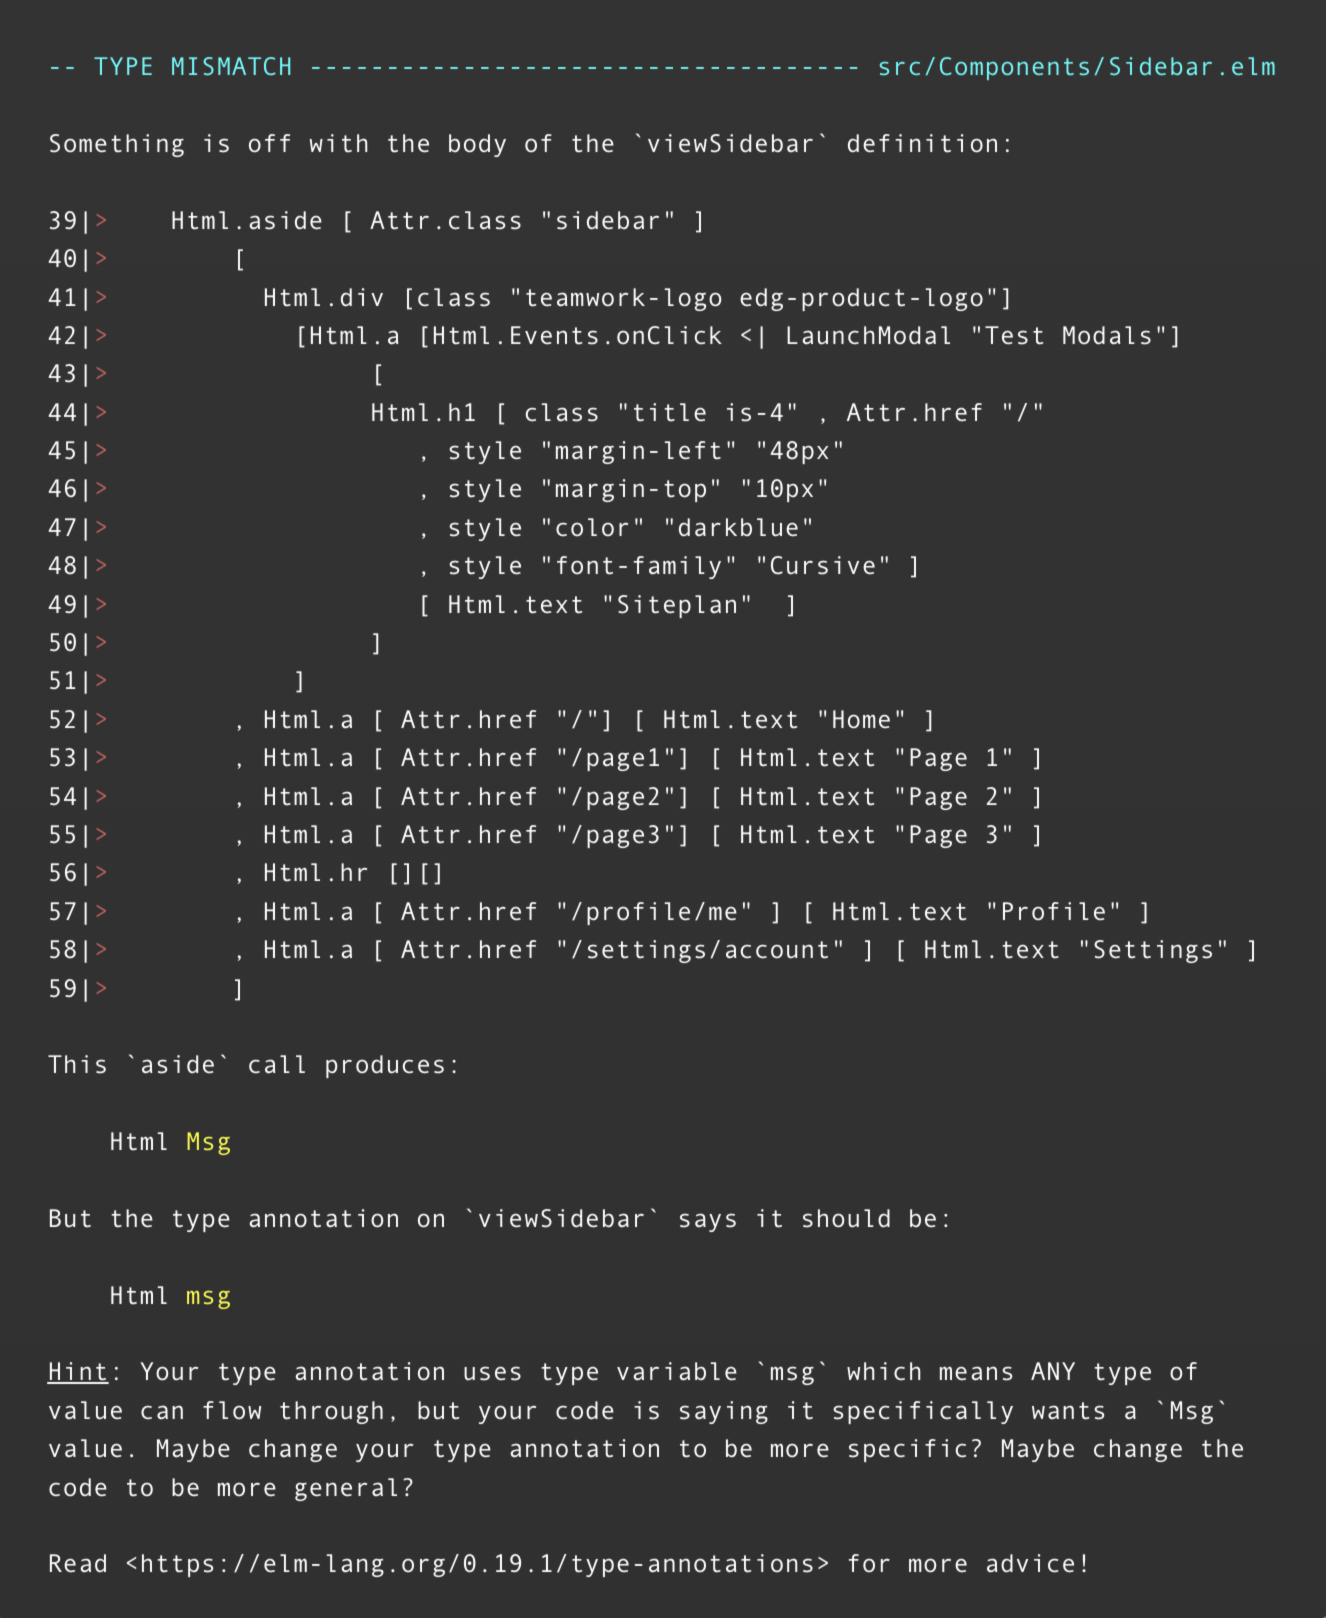 -- TYPE MISMATCH ------------------------------------ src/Components/Sidebar.elm
Something is off with the body of the `viewSidebar` definition:
39|>    Html.aside [ Attr.class "sidebar" ]
40|>        [
41|>          Html.div [class "teamwork-logo edg-product-logo"]
42|>            [Html.a [Html.Events.onClick <| LaunchModal "Test Modals"]
43|>                 [
44|>                 Html.h1 [ class "title is-4" , Attr.href "/"
45|>                    , style "margin-left" "48px"
46|>                    , style "margin-top" "10px"
47|>                    , style "color" "darkblue"
48|>                    , style "font-family" "Cursive" ]
49|>                    [ Html.text "Siteplan"  ]
50|>                 ]
51|>            ]
52|>        , Html.a [ Attr.href "/"] [ Html.text "Home" ]
53|>        , Html.a [ Attr.href "/page1"] [ Html.text "Page 1" ]
54|>        , Html.a [ Attr.href "/page2"] [ Html.text "Page 2" ]
55|>        , Html.a [ Attr.href "/page3"] [ Html.text "Page 3" ]
56|>        , Html.hr [][]
57|>        , Html.a [ Attr.href "/profile/me" ] [ Html.text "Profile" ]
58|>        , Html.a [ Attr.href "/settings/account" ] [ Html.text "Settings" ]
59|>        ]
This `aside` call produces:
    Html Msg
But the type annotation on `viewSidebar` says it should be:
    Html msg
Hint: Your type annotation uses type variable `msg` which means ANY type of
value can flow through, but your code is saying it specifically wants a `Msg`
value. Maybe change your type annotation to be more specific? Maybe change the
code to be more general?
Read <https://elm-lang.org/0.19.1/type-annotations> for more advice!